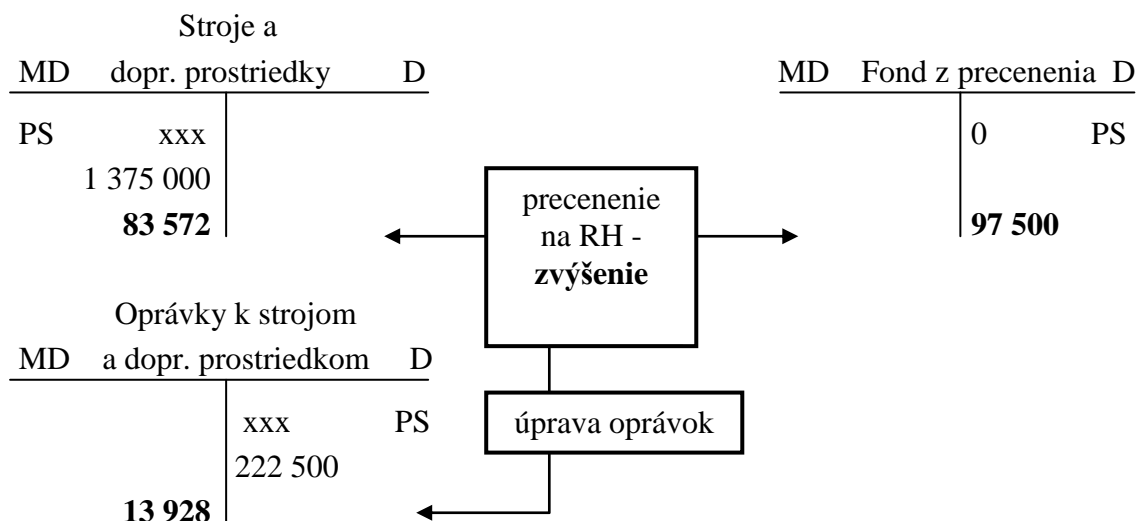 Stroje a
MD dopr. prostriedky D
PS xxx
1 375 000
83 572
MD Fond z precenenia D
0 PS
97 500
precenenie
na RH -
zvýšenie
Oprávky k strojom
MD a dopr. prostriedkom D
xxx PS
222 500
13 928
úprava oprávok